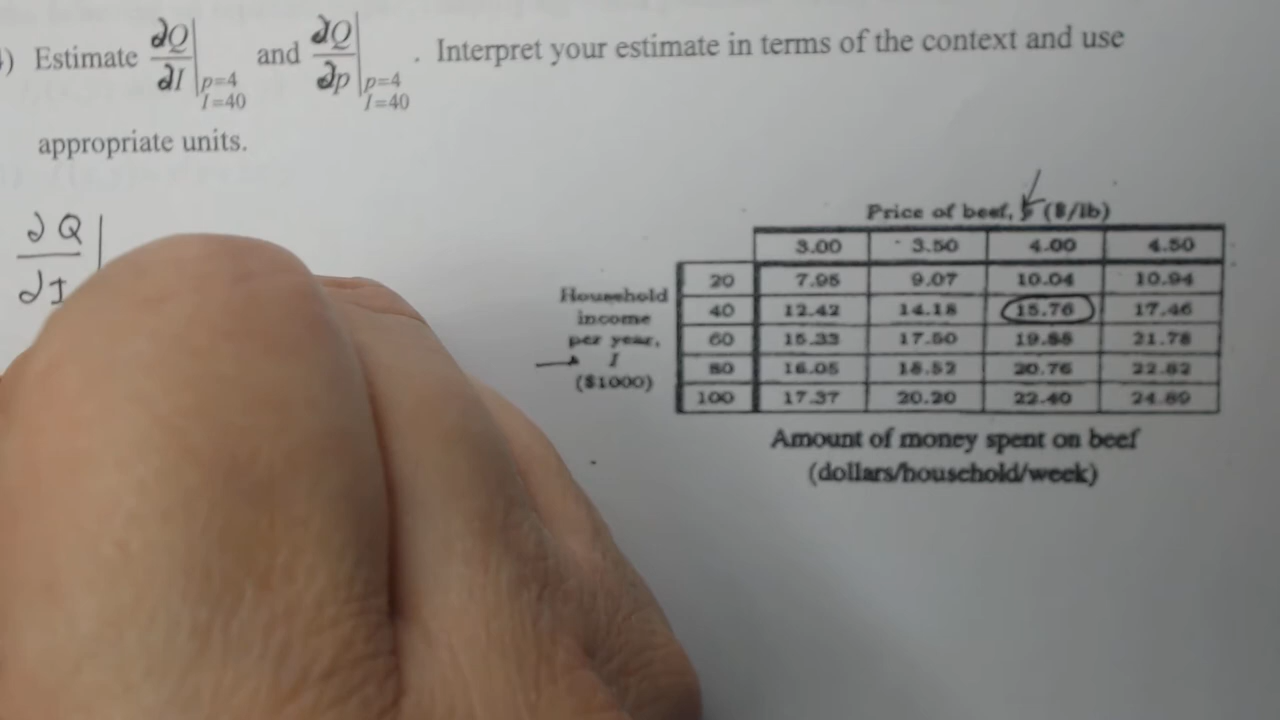 ) Estimate ∂Q/∂I | p=4 I=40 and ∂Q/∂p | p=4 I=40 . Interpret your estimate in terms of the context and use
appropriate units.
∂Q/∂I |
Price of beef, ($/lb)
3.00 3.50 4.00 4.50
Household income per year, I ($1000)
20 7.95 9.07 10.04 10.94
40 12.42 14.18 15.76 17.46
60 15.33 17.50 19.88 21.78
80 16.05 18.52 20.76 22.82
100 17.37 20.20 22.40 24.89
Amount of money spent on beef
(dollars/household/week)